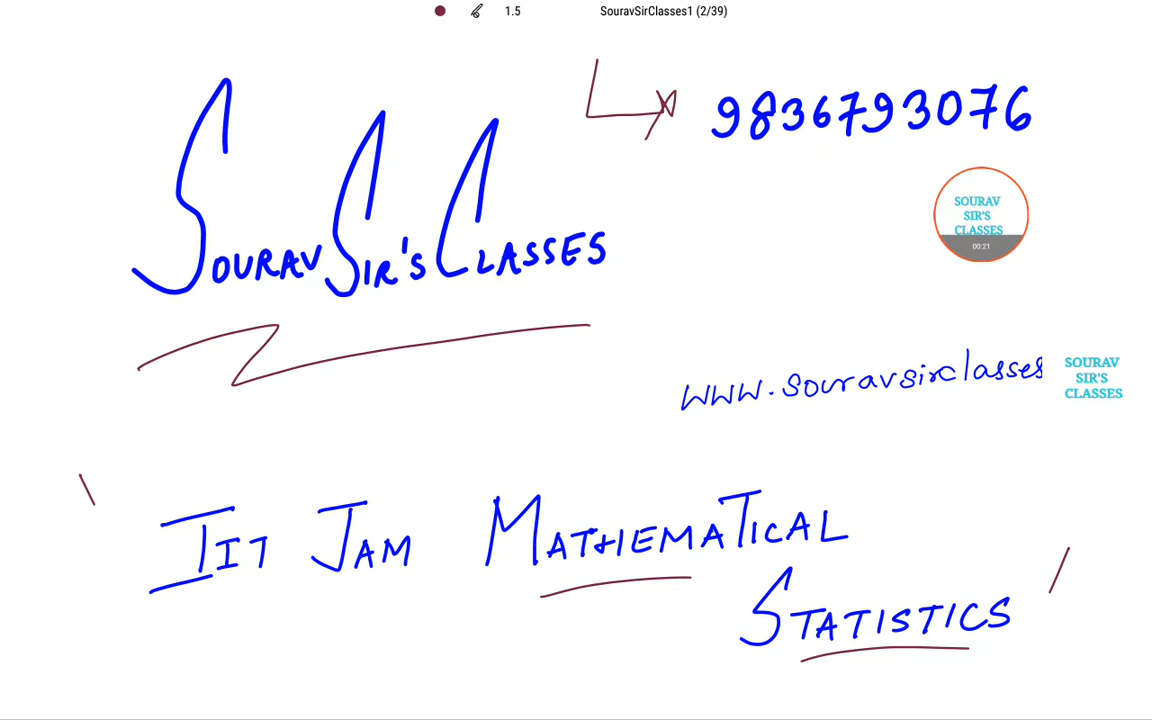 1.5 SouravSirClasses1 (2/39)
9836793076
SOURAV
SIR'S
CLASSES
00:21
SOURAV SIR'S CLASSES
www.souravsirclasses
SOURAV
SIR'S
CLASSES
IIT JAM MATHEMATICAL
STATISTICS